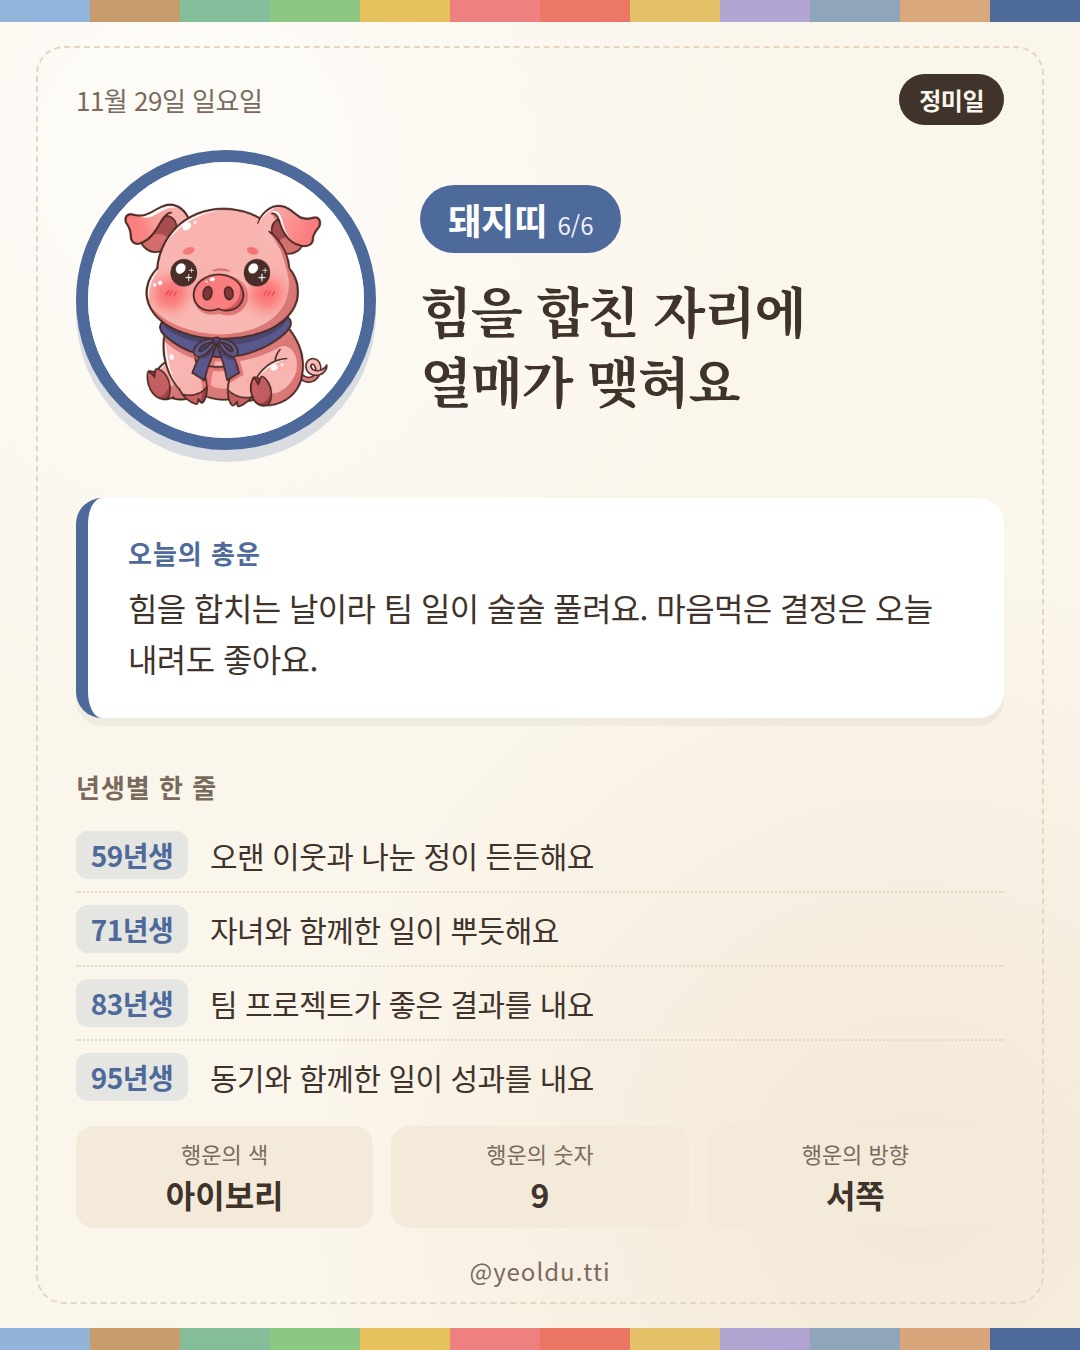 11월 29일 일요일
정미일
돼지띠 6/6
힘을 합친 자리에
열매가 맺혀요
오늘의 총운
힘을 합치는 날이라 팀 일이 술술 풀려요. 마음먹은 결정은 오늘
내려도 좋아요.
년생별 한 줄
59년생 오랜 이웃과 나눈 정이 든든해요
71년생 자녀와 함께한 일이 뿌듯해요
83년생 팀 프로젝트가 좋은 결과를 내요
95년생 동기와 함께한 일이 성과를 내요
행운의 색 행운의 숫자 행운의 방향
아이보리 9 서쪽
@yeoldu.tti